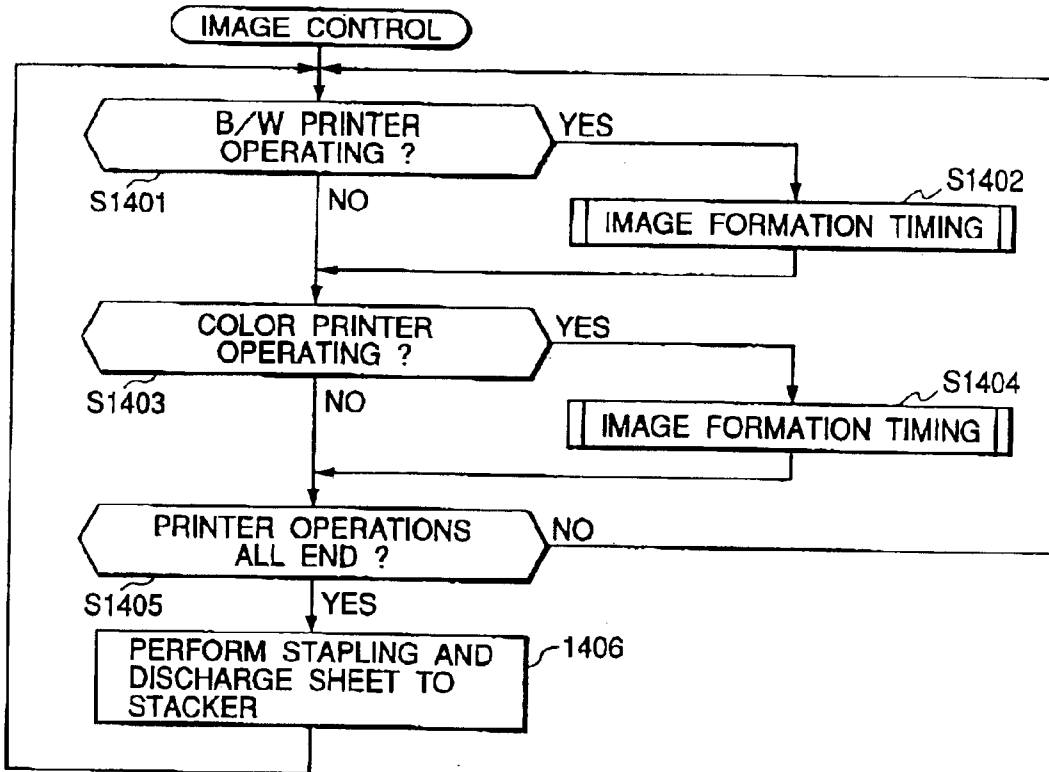 IMAGE CONTROL
B/W PRINTER
OPERATING ?
YES
S1401
NO
S1402
IMAGE FORMATION TIMING
COLOR PRINTER
OPERATING ?
YES
S1403
NO
S1404
IMAGE FORMATION TIMING
PRINTER OPERATIONS
ALL END ?
NO
S1405
YES
PERFORM STAPLING AND
DISCHARGE SHEET TO
STACKER
1406